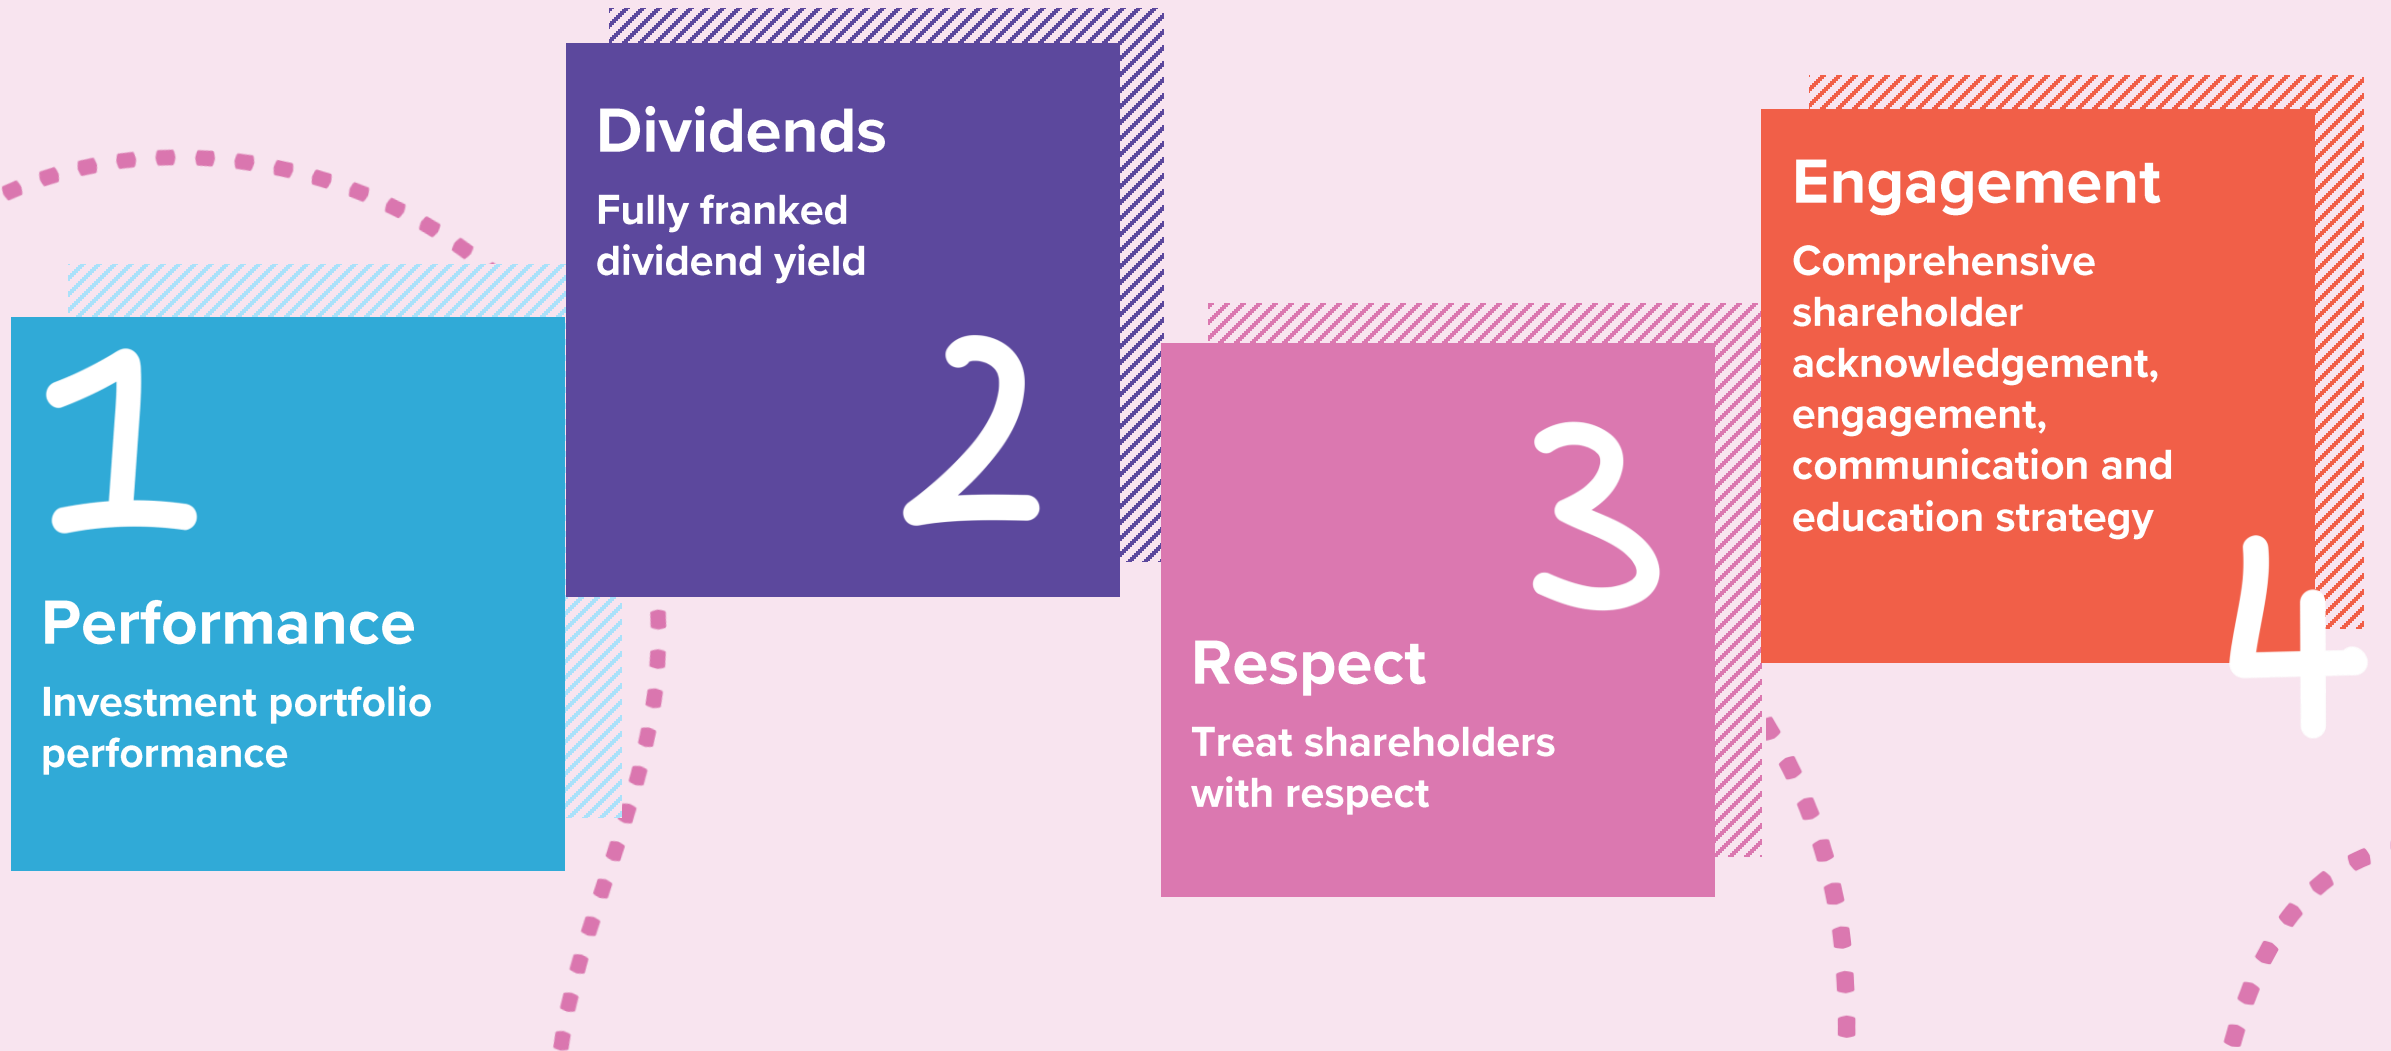 1
Performance
Investment portfolio
performance
Dividends
Fully franked
dividend yield
2
3
Respect
Treat shareholders
with respect
Engagement
Comprehensive
shareholder
acknowledgement,
engagement,
communication and
education strategy
4